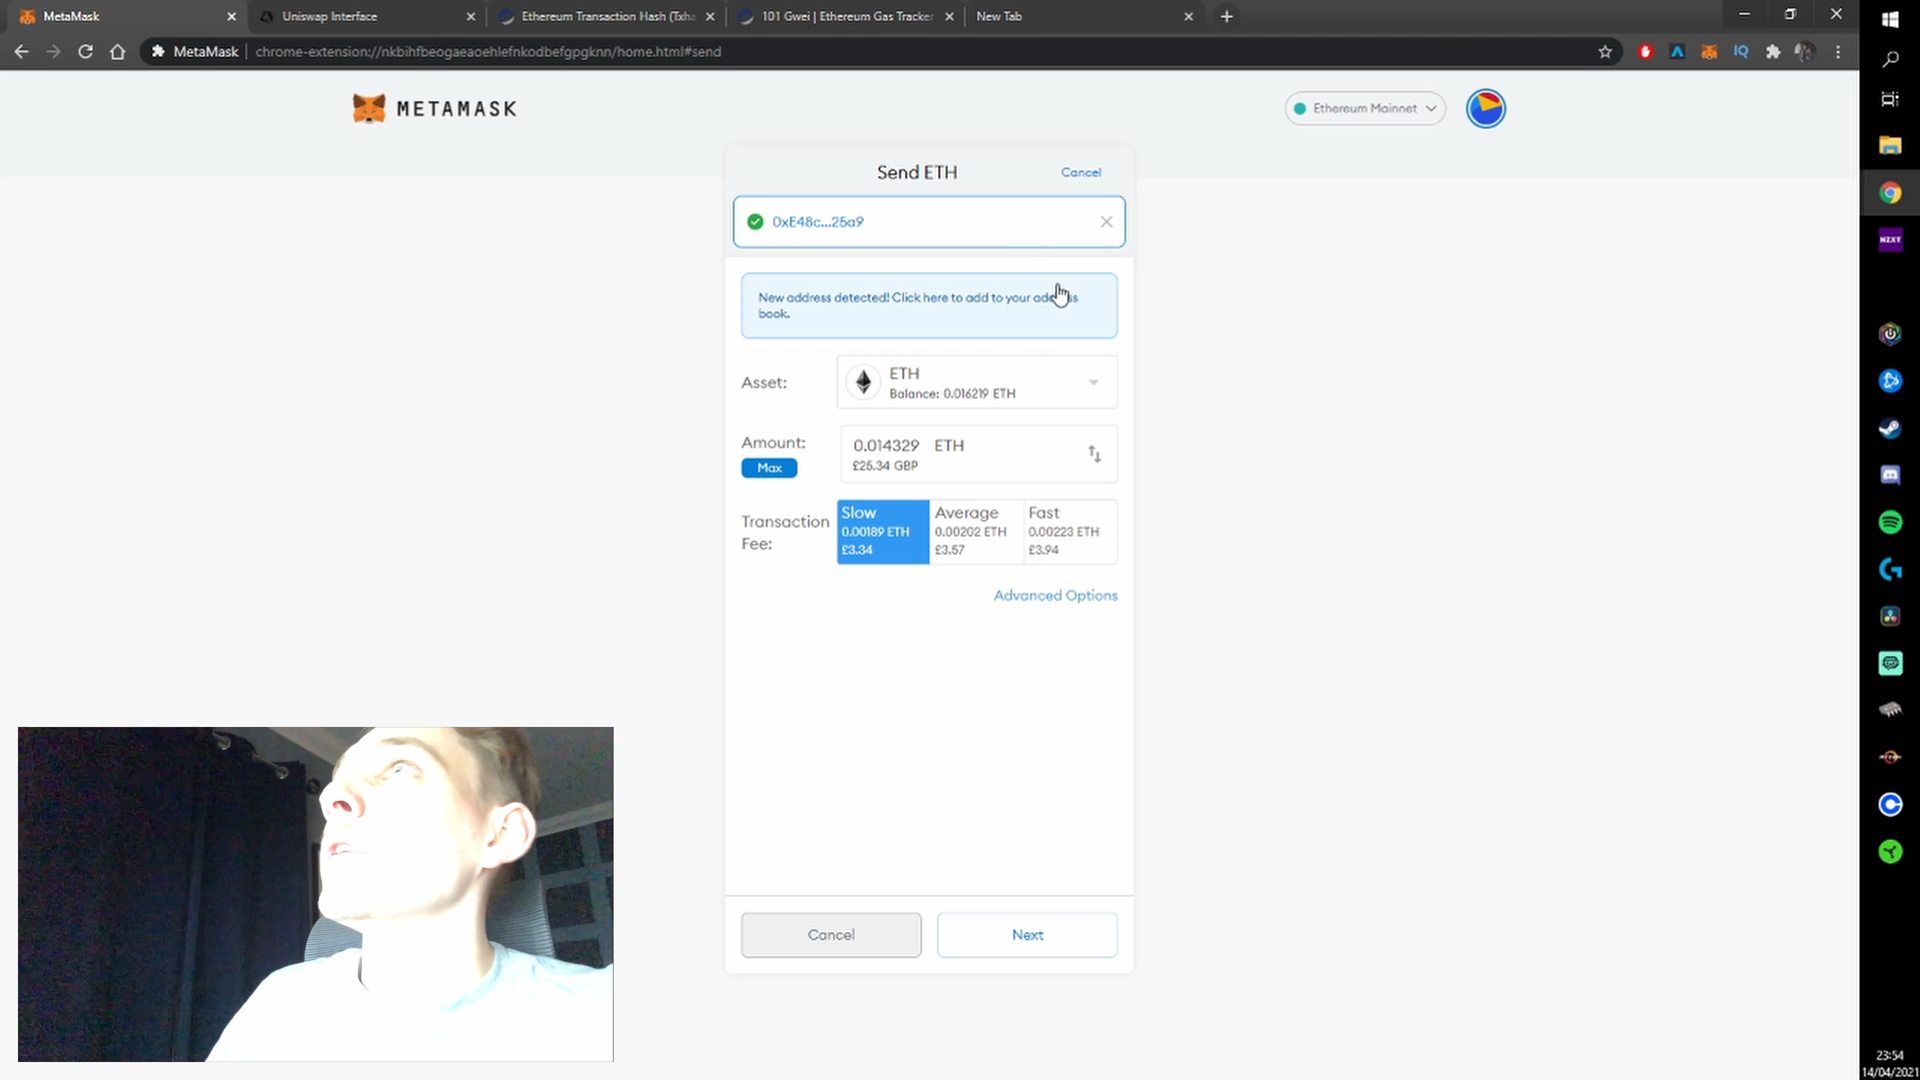 MetaMask
Uniswap Interface
Ethereum Transaction Hash (Txha
101 Gwei | Ethereum Gas Tracker
New Tab
MetaMask
chrome-extension://nkbihfbeogaeaoehlefnkodbefgpgknn/home.html#send
IQ
METAMASK
Ethereum Mainnet
Send ETH
Cancel
0xE48c...25a9
New address detected! Click here to add to your address
book.
Asset:
ETH
Balance: 0.016219 ETH
Amount:
Max
0.014329 ETH
£25.34 GBP
Transaction
Fee:
Slow
0.00189 ETH
£3.34
Average
0.00202 ETH
£3.57
Fast
0.00223 ETH
£3.94
Advanced Options
Cancel
Next
NZXT
23:54
14/04/2021